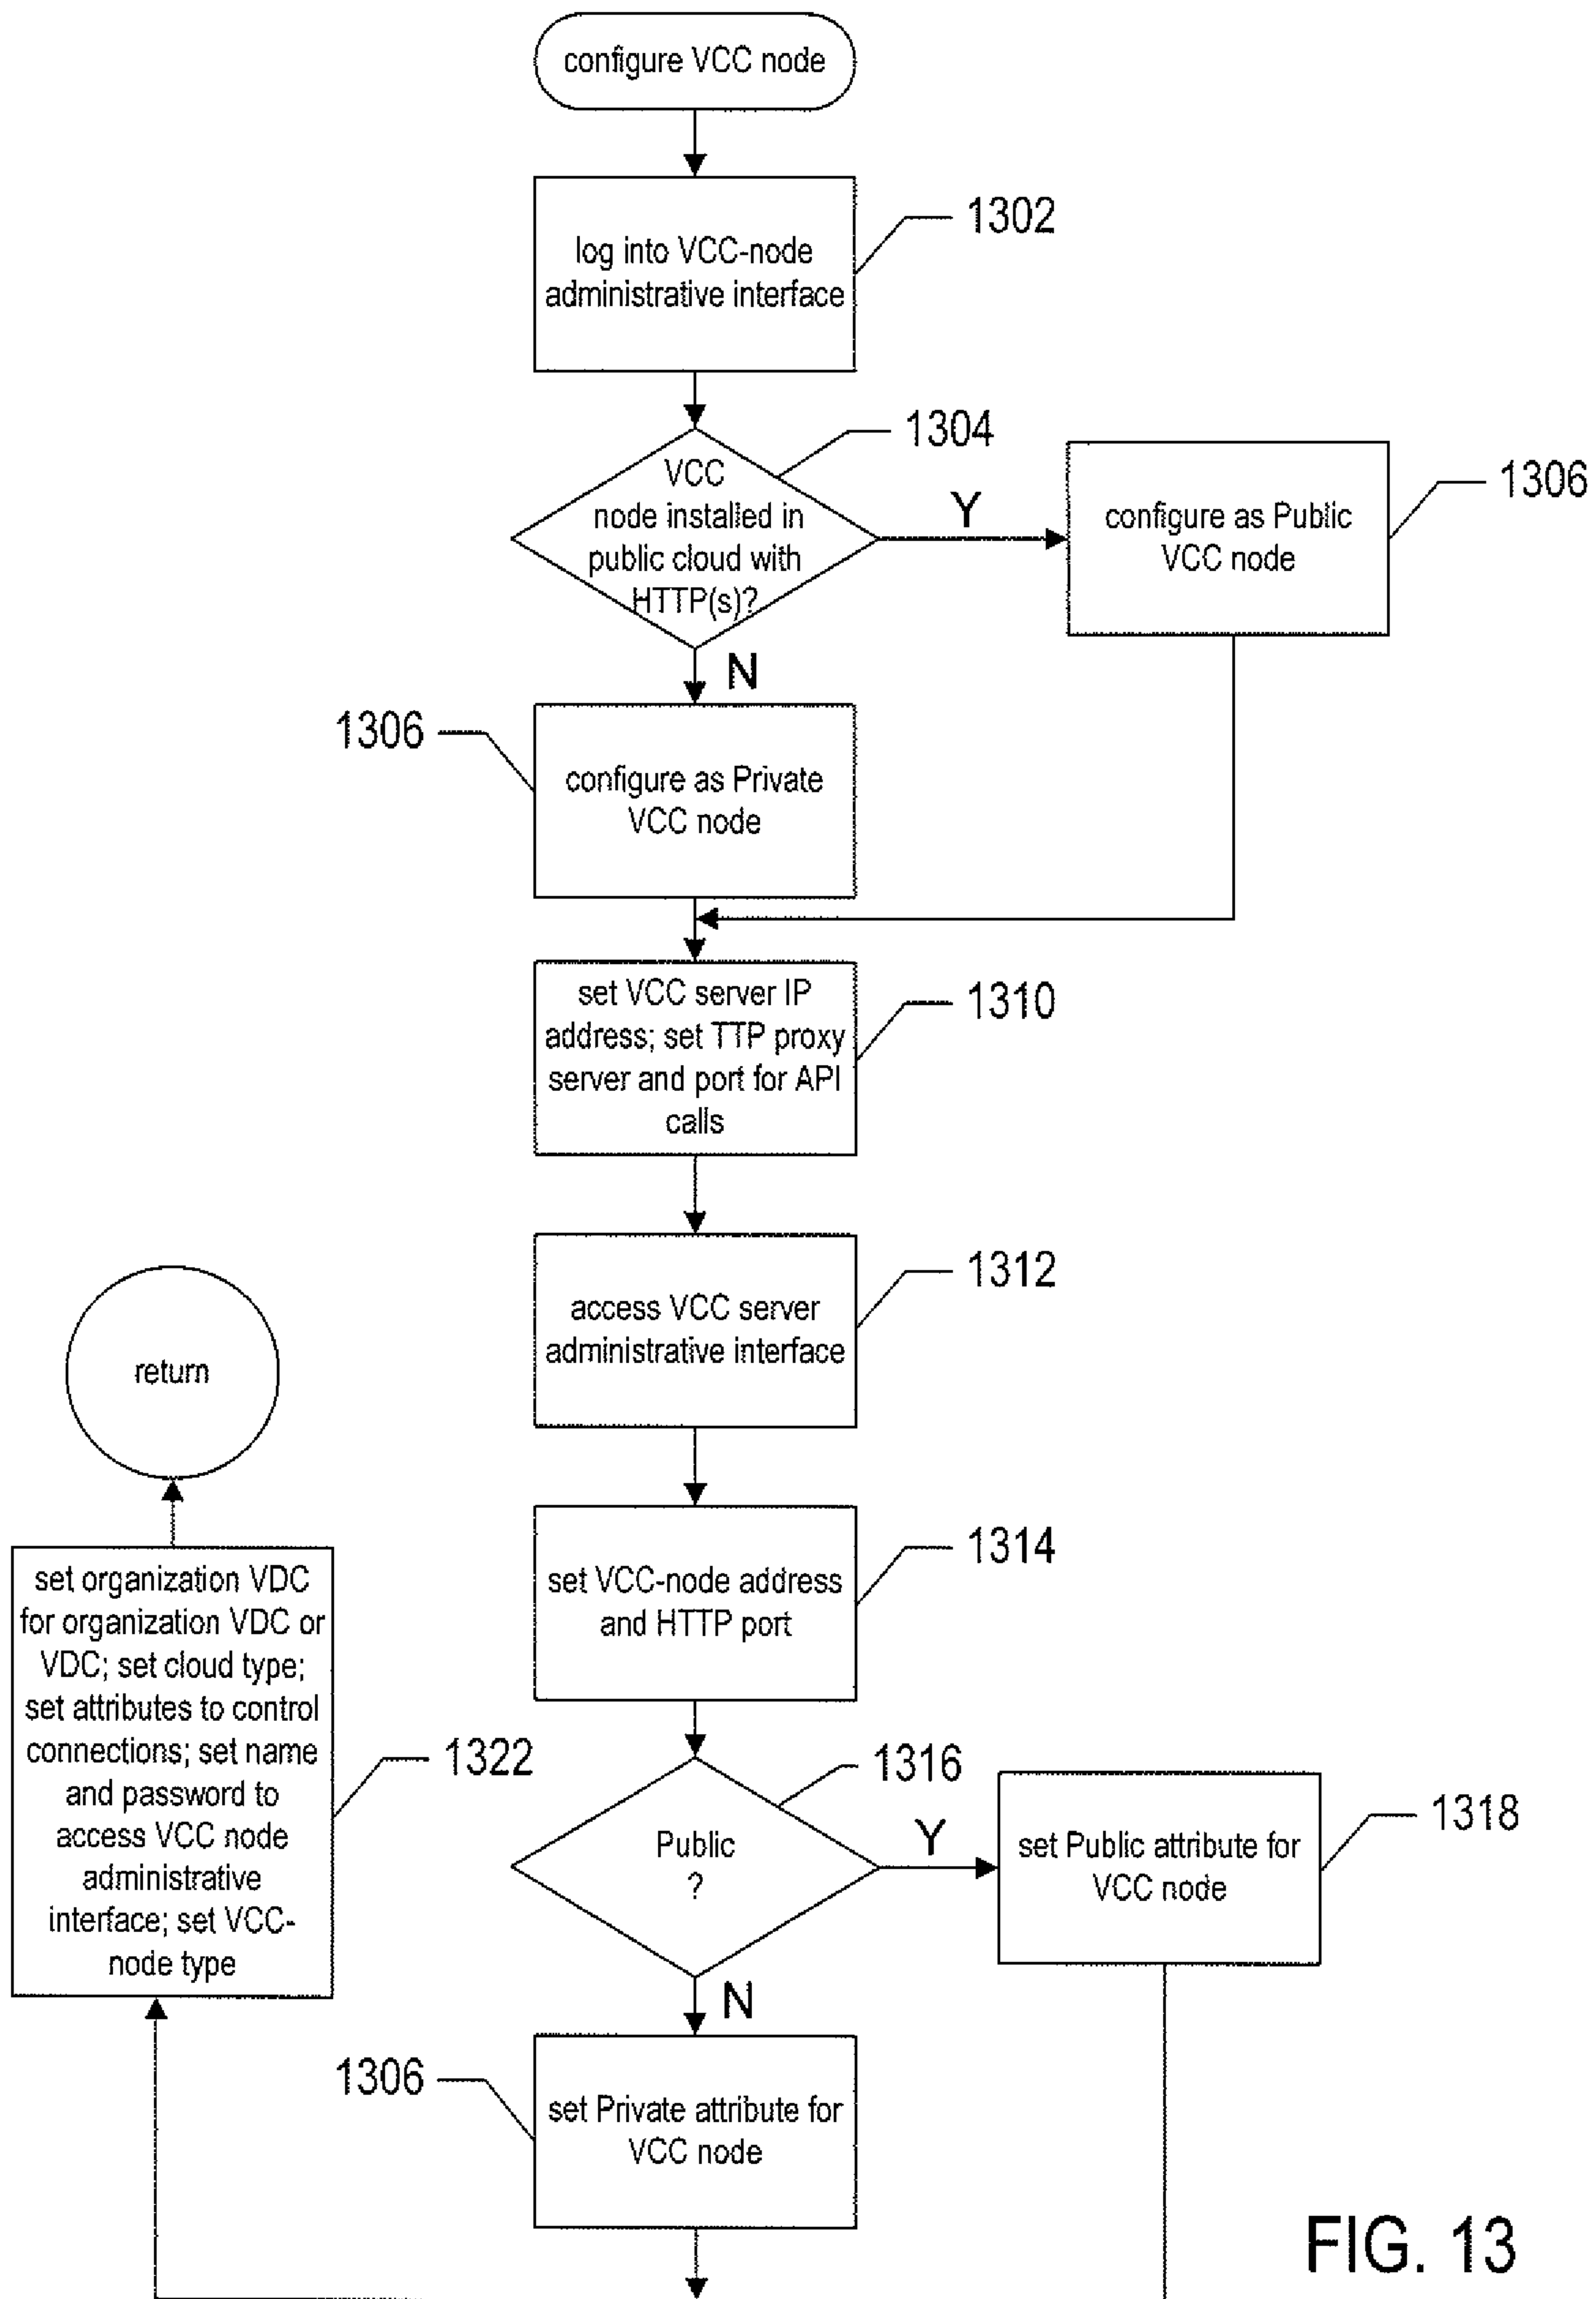 configure VCC node
log into VCC-node
administrative interface
1302
VCC
node installed in
public cloud with
HTTP(s)?
1304
Y
configure as Public
VCC node
1306
N
1306
configure as Private
VCC node
set VCC server IP
address; set TTP proxy
server and port for API
calls
1310
access VCC server
administrative interface
1312
return
set VCC-node address
and HTTP port
1314
set organization VDC
for organization VDC or
VDC; set cloud type;
set attributes to control
connections; set name
and password to
access VCC node
administrative
interface; set VCC-
node type
1322
Public
?
1316
Y
set Public attribute for
VCC node
1318
N
1306
set Private attribute for
VCC node
FIG. 13